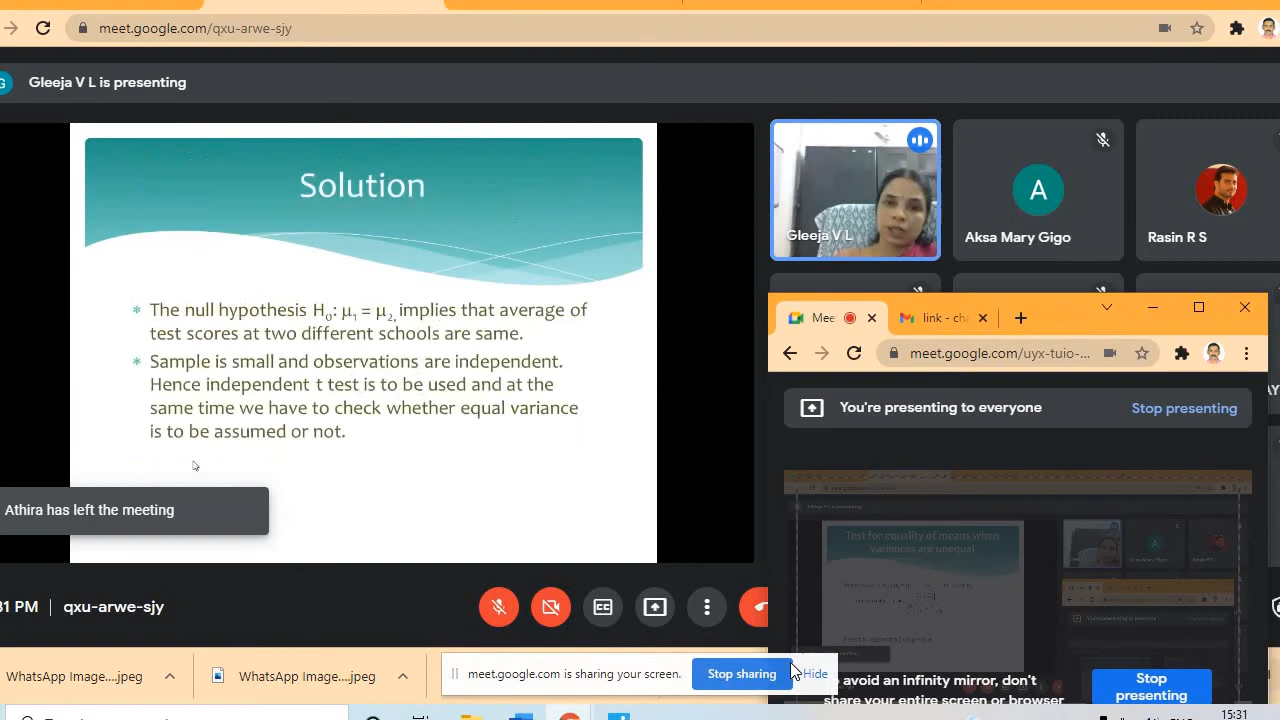 meet.google.com/qxu-arwe-sjy
G
Gleeja V L is presenting
Solution
* The null hypothesis H0: μ1 = μ2, implies that average of
test scores at two different schools are same.
* Sample is small and observations are independent.
Hence independent t test is to be used and at the
same time we have to check whether equal variance
is to be assumed or not.
Athira has left the meeting
Gleeja V L
A
Aksa Mary Gigo
Rasin R S
Mee
link - cha
meet.google.com/uyx-tuio-
You're presenting to everyone
Stop presenting
Test for equality of means when
variances are unequal
avoid an infinity mirror, don't
share your entire screen or browser
Stop
presenting
31 PM | qxu-arwe-sjy
CC
WhatsApp Image....jpeg
WhatsApp Image....jpeg
meet.google.com is sharing your screen.
Stop sharing
Hide
15:31